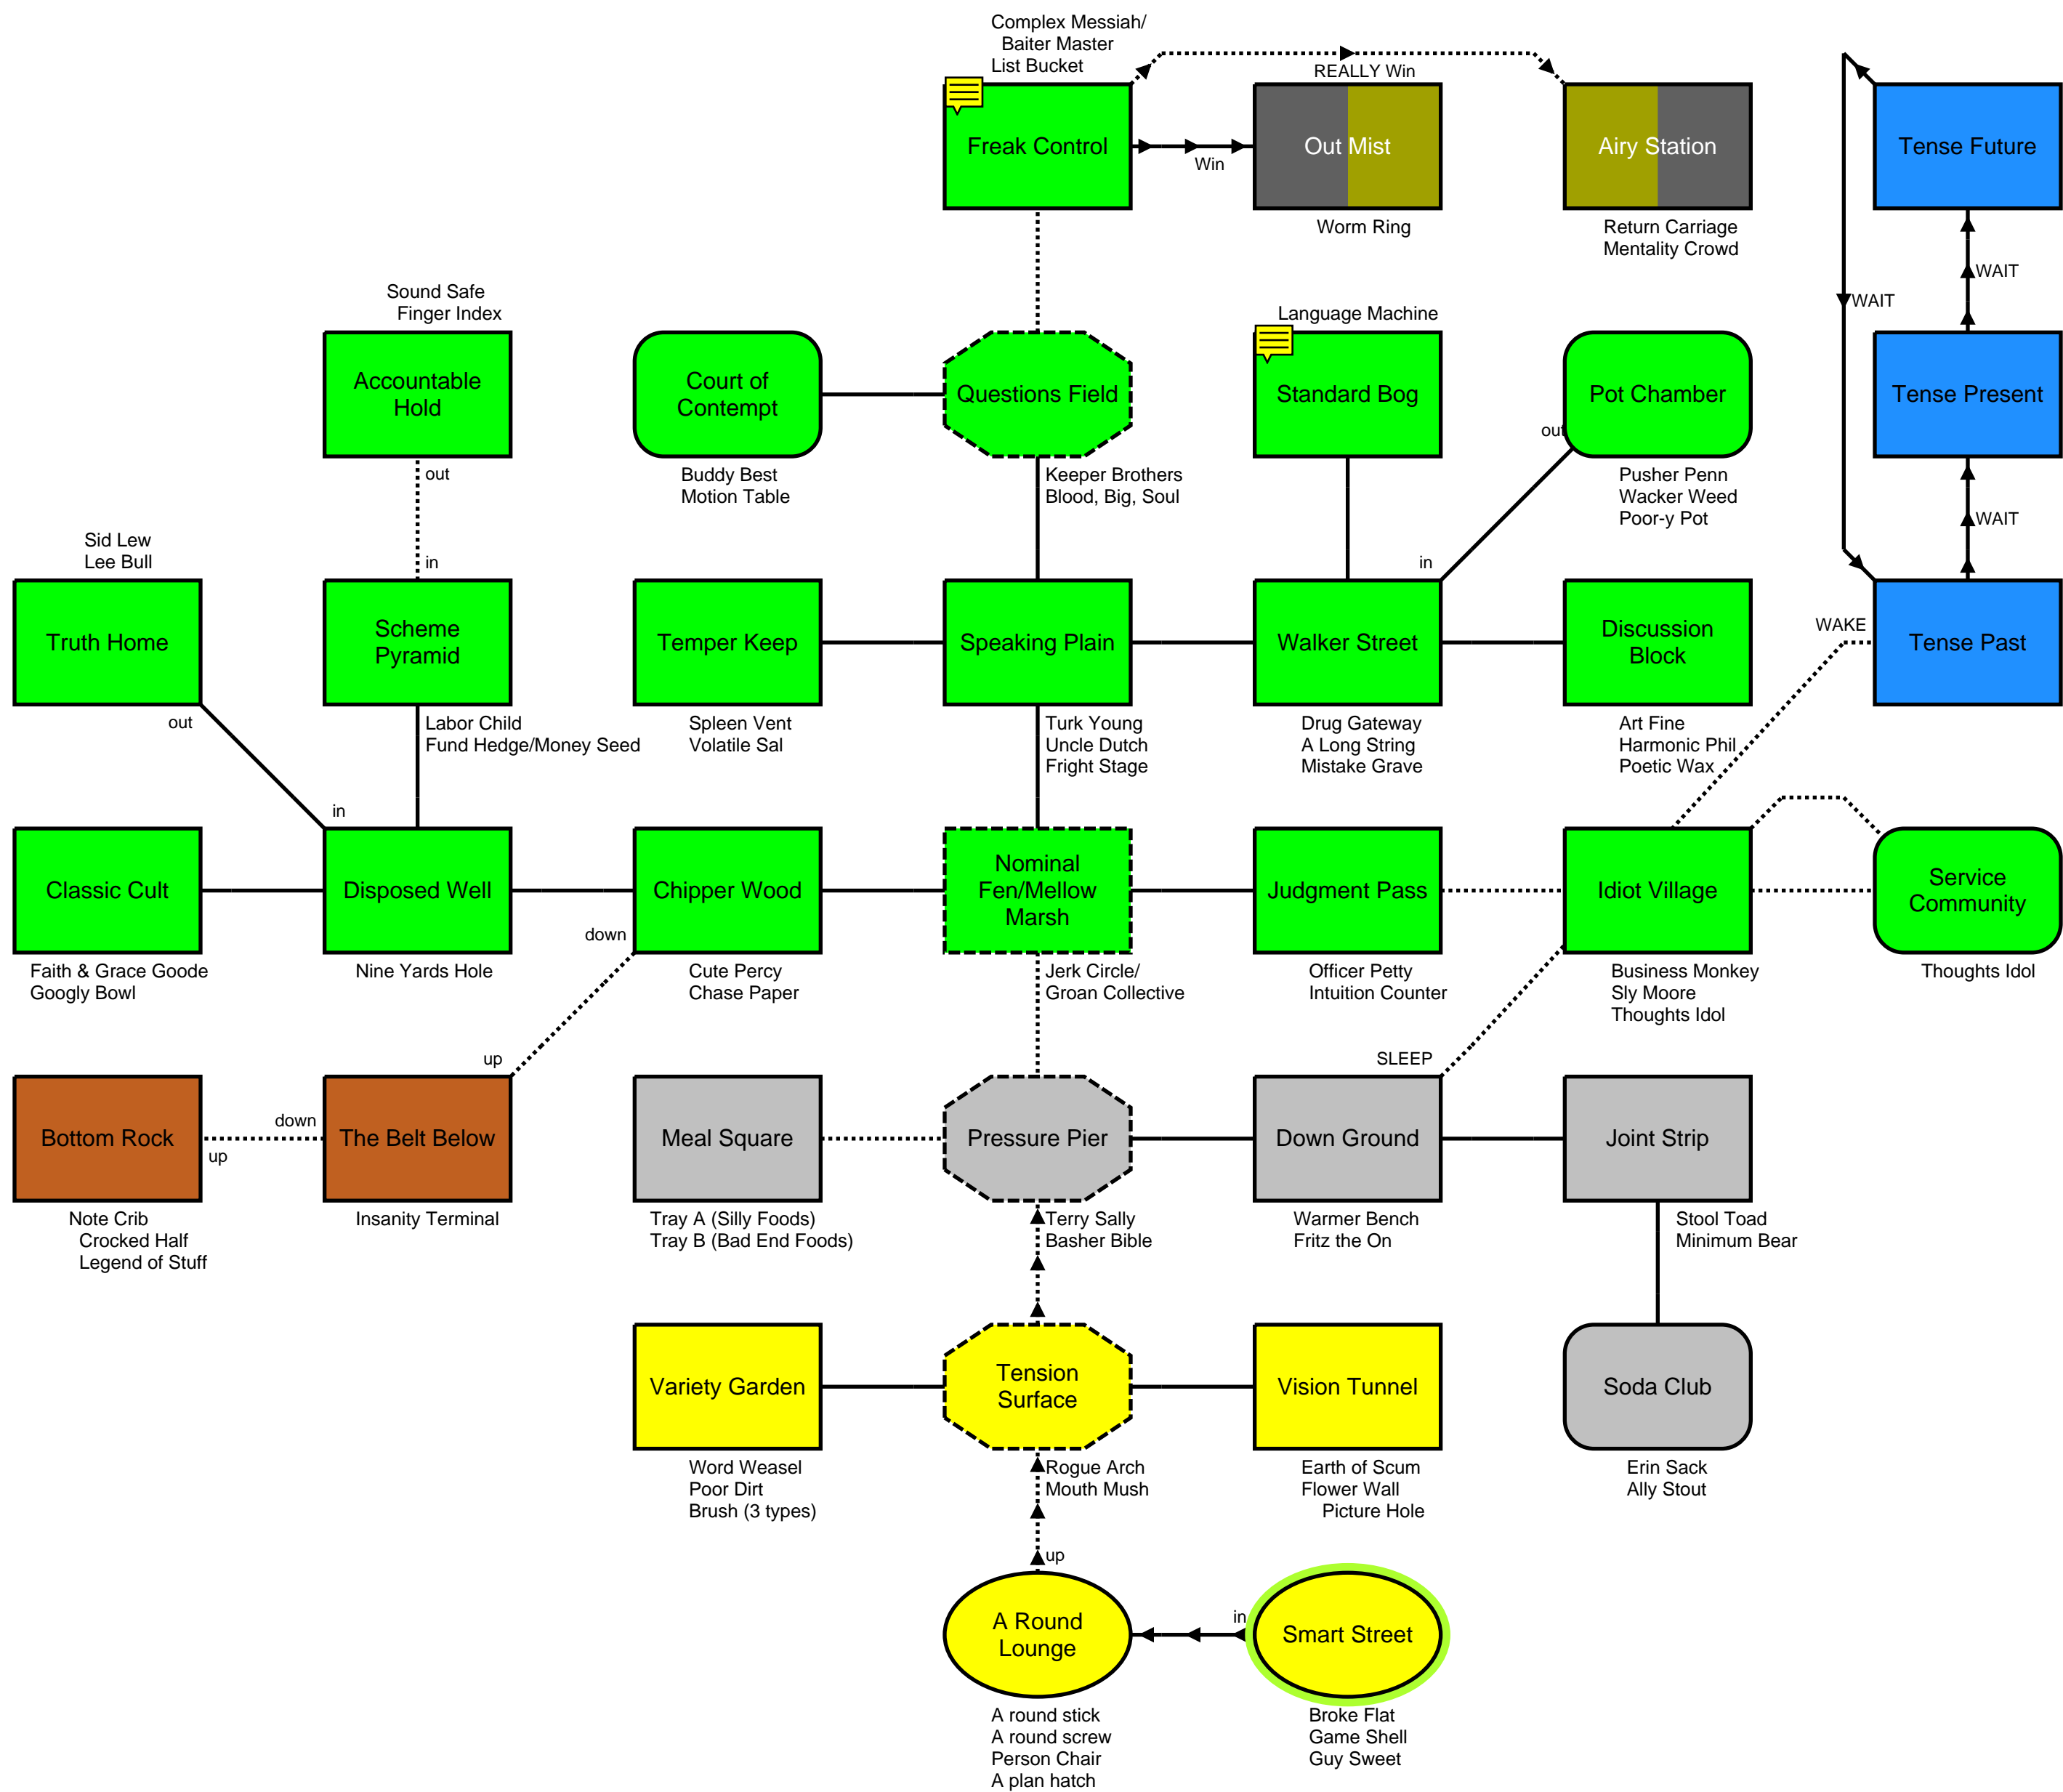 Complex Messiah/
Baiter Master
List Bucket
REALLY Win
Freak Control
Win
Out Mist
Airy Station
Tense Future
Worm Ring
Return Carriage
Mentality Crowd
WAIT
WAIT
Sound Safe
Finger Index
Language Machine
Accountable
Hold
Court of
Contempt
Questions Field
Standard Bog
Pot Chamber
Tense Present
out
out
Buddy Best
Motion Table
Keeper Brothers
Blood, Big, Soul
Pusher Penn
Wacker Weed
Poor-y Pot
WAIT
Sid Lew
Lee Bull
in
in
Truth Home
Scheme
Pyramid
Temper Keep
Speaking Plain
Walker Street
Discussion
Block
WAKE
Tense Past
out
Labor Child
Fund Hedge/Money Seed
Spleen Vent
Volatile Sal
Turk Young
Uncle Dutch
Fright Stage
Drug Gateway
A Long String
Mistake Grave
Art Fine
Harmonic Phil
Poetic Wax
in
Classic Cult
Disposed Well
Chipper Wood
Nominal
Fen/Mellow
Marsh
Judgment Pass
Idiot Village
Service
Community
down
Faith & Grace Goode
Googly Bowl
Nine Yards Hole
Cute Percy
Chase Paper
Jerk Circle/
Groan Collective
Officer Petty
Intuition Counter
Business Monkey
Sly Moore
Thoughts Idol
Thoughts Idol
up
SLEEP
Bottom Rock
down
up
The Belt Below
Meal Square
Pressure Pier
Down Ground
Joint Strip
Note Crib
Crocked Half
Legend of Stuff
Insanity Terminal
Tray A (Silly Foods)
Tray B (Bad End Foods)
Terry Sally
Basher Bible
Warmer Bench
Fritz the On
Stool Toad
Minimum Bear
Variety Garden
Tension
Surface
Vision Tunnel
Soda Club
Word Weasel
Poor Dirt
Brush (3 types)
Rogue Arch
Mouth Mush
Earth of Scum
Flower Wall
Picture Hole
Erin Sack
Ally Stout
up
A Round
Lounge
in
Smart Street
A round stick
A round screw
Person Chair
A plan hatch
Broke Flat
Game Shell
Guy Sweet